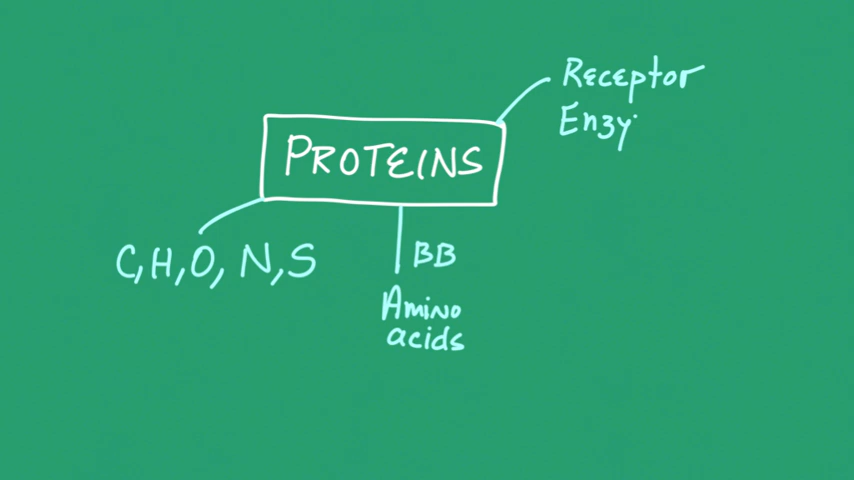 Receptor
Enzy
PROTEINS
C, H, O, N, S
BB
Amino
acids